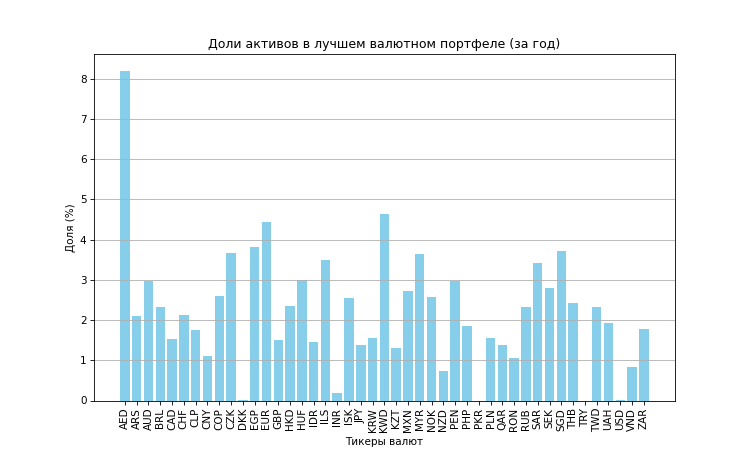 Доли активов в лучшем валютном портфеле (за год)
Доля (%)
8
7
6
5
4
3
2
1
0
AED ARS AUD BRL CAD CHF CLP CNY COP CZK DKK EGP EUR GBP HKD HUF IDR ILS INR ISK JPY KRW KWD KZT MXN MYR NOK NZD PEN PHP PKR PLN QAR RON RUB SAR SEK SGD THB TRY TWD UAH USD VND ZAR
Тикеры валют